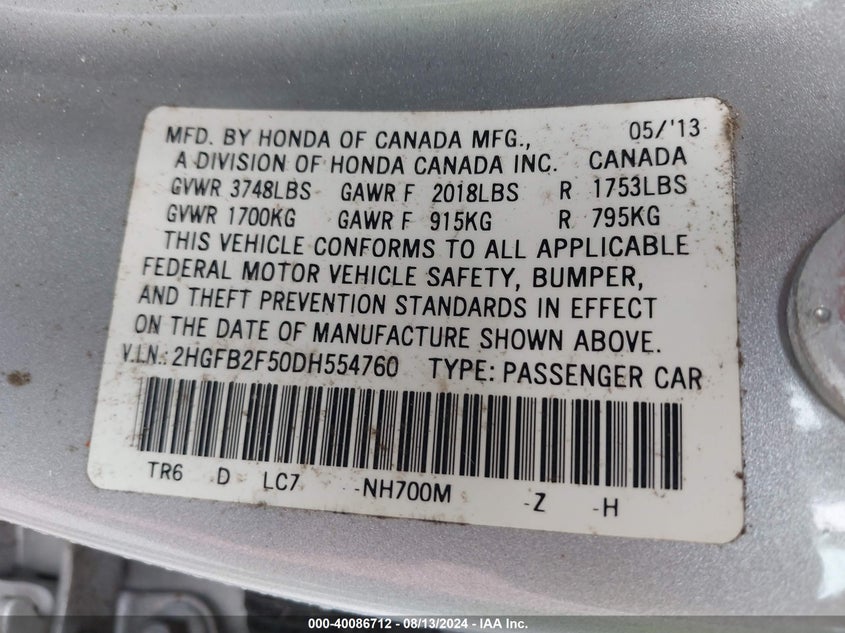 MFD. BY HONDA OF CANADA MFG., 05/'13
A DIVISION OF HONDA CANADA INC. CANADA
GVWR 3748LBS GAWR F 2018LBS R 1753LBS
GVWR 1700KG GAWR F 915KG R 795KG
THIS VEHICLE CONFORMS TO ALL APPLICABLE
FEDERAL MOTOR VEHICLE SAFETY, BUMPER,
AND THEFT PREVENTION STANDARDS IN EFFECT
ON THE DATE OF MANUFACTURE SHOWN ABOVE.
V.I.N.: 2HGFB2F50DH554760 TYPE: PASSENGER CAR
TR6 D LC7 -NH700M -Z -H
000-40086712 - 08/13/2024 - IAA Inc.